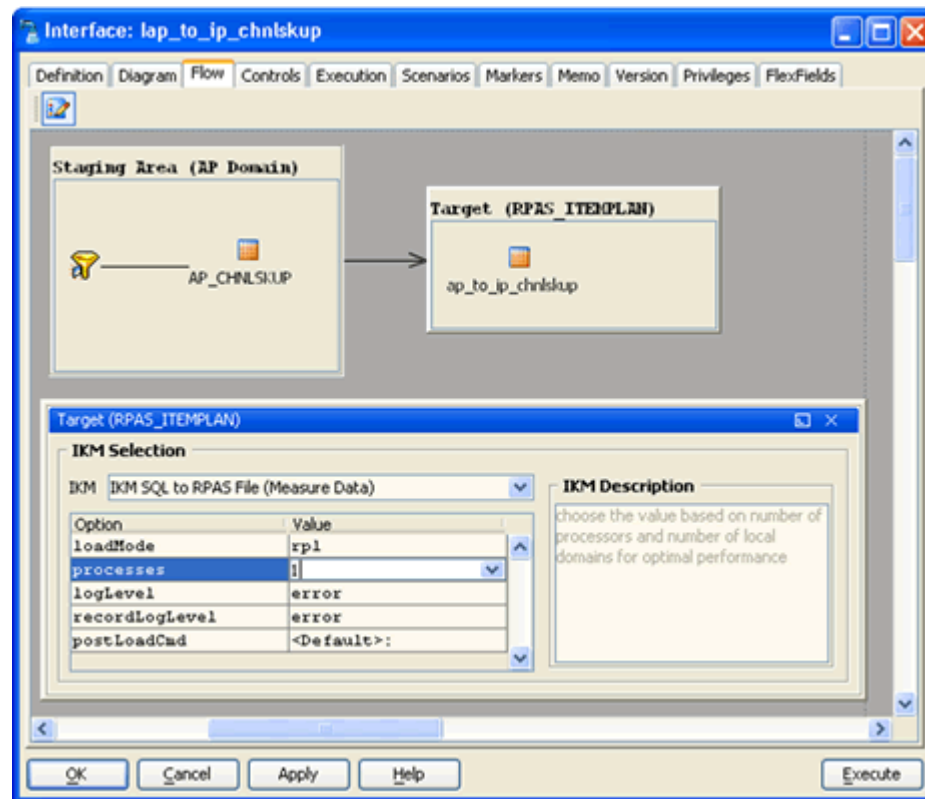 Interface: lap_to_ip_chnlskup
Definition Diagram Flow Controls Execution Scenarios Markers Memo Version Privileges FlexFields
Staging Area (AP Domain)
AP_CHNLSKUP
Target (RPAS_ITEMPLAN)
ap_to_ip_chnlskup
Target (RPAS_ITEMPLAN)
IKM Selection
IKM IKM SQL to RPAS File (Measure Data)
Option Value
loadMode rpl
processes 1
logLevel error
recordLogLevel error
postLoadCmd <Default>:
IKM Description
choose the value based on number of
processors and number of local
domains for optimal performance
OK Cancel Apply Help Execute